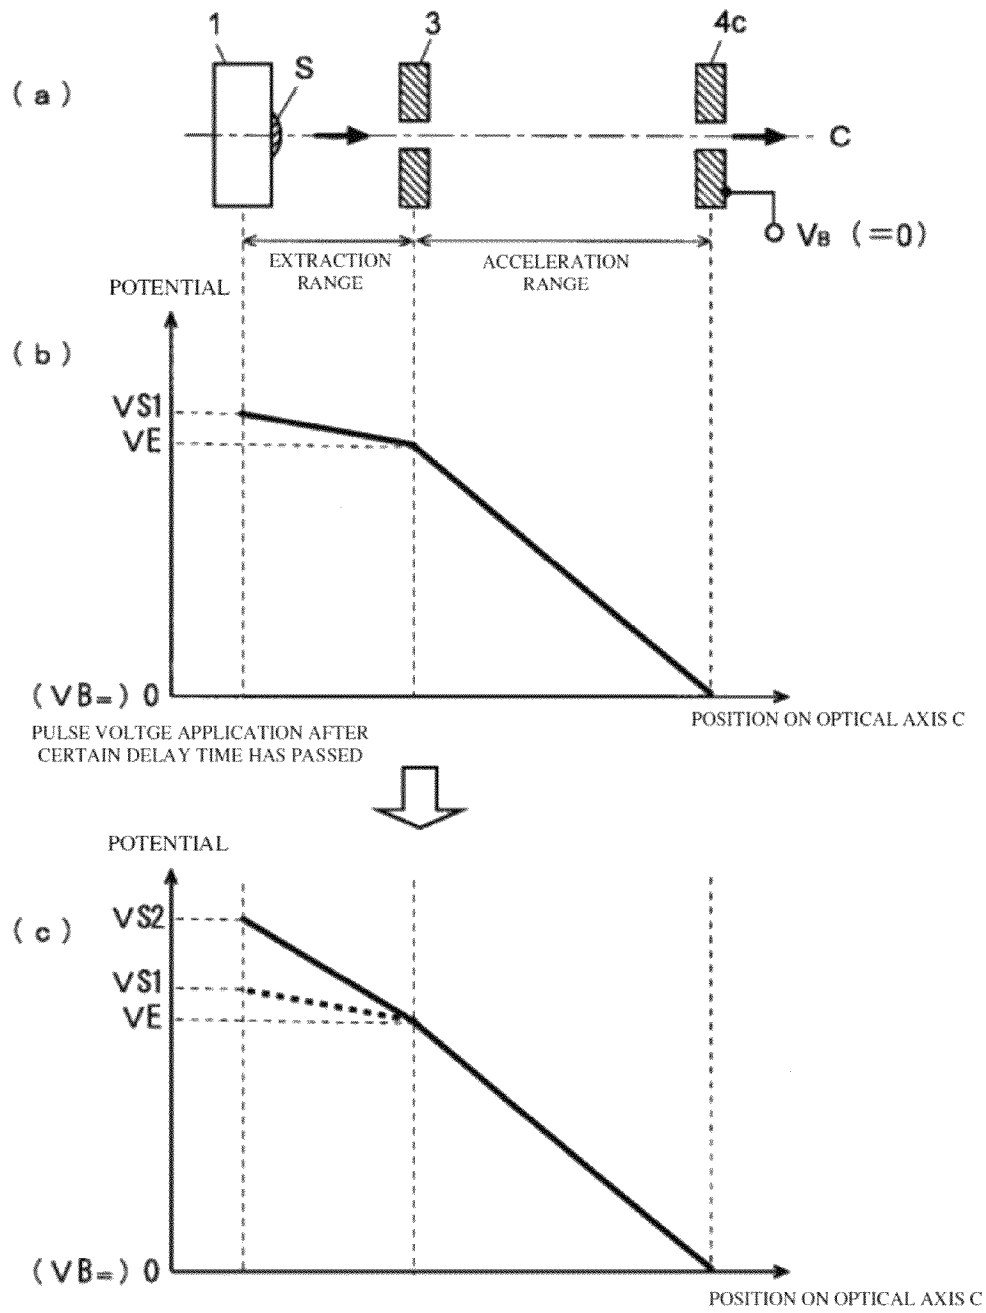 1
3
4c
S
(a)
C
VB (=0)
EXTRACTION
RANGE
ACCELERATION
RANGE
POTENTIAL
(b)
VS1
VE
(VB=) 0
POSITION ON OPTICAL AXIS C
PULSE VOLTGE APPLICATION AFTER
CERTAIN DELAY TIME HAS PASSED
POTENTIAL
(c)
VS2
VS1
VE
(VB=) 0
POSITION ON OPTICAL AXIS C